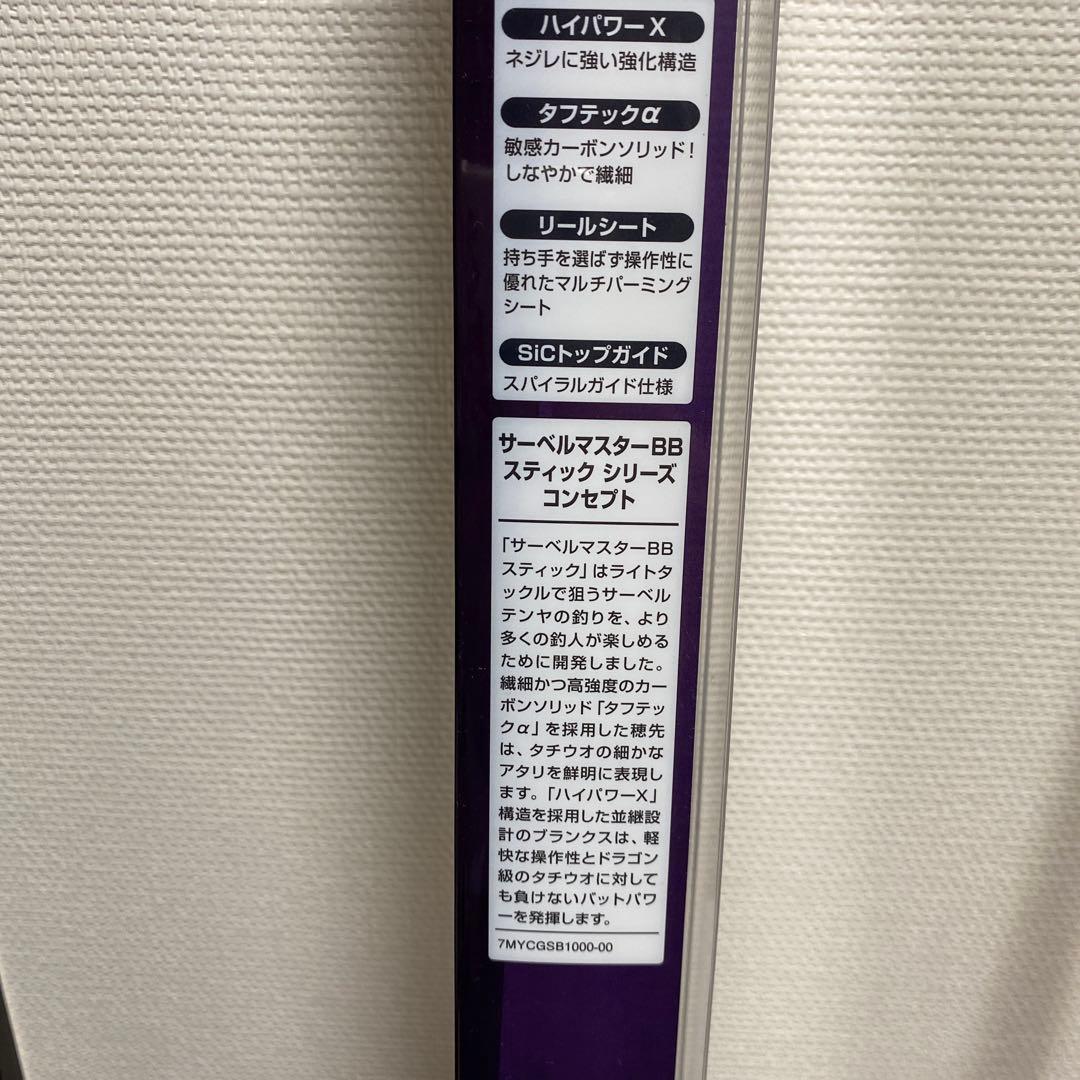 ハイパワーX
ネジレに強い強化構造
タフテックα
敏感カーボンソリッド!
しなやかで繊細
リールシート
持ち手を選ばず操作性に
優れたマルチパーミング
シート
SiCトップガイド
スパイラルガイド仕様
サーベルマスターBB
スティック シリーズ
コンセプト
「サーベルマスターBB
スティック」はライトタ
ックルで狙うサーベル
テンヤの釣りを、より
多くの釣人が楽しめる
ために開発しました。
繊細かつ高強度のカー
ボンソリッド「タフテッ
クα」を採用した穂先
は、タチウオの細かな
アタリを鮮明に表現し
ます。「ハイパワーX」
構造を採用した並継設
計のブランクスは、軽
快な操作性とドラゴン
級のタチウオに対して
も負けないバットパワ
ーを発揮します。
7MYCGSB1000-00